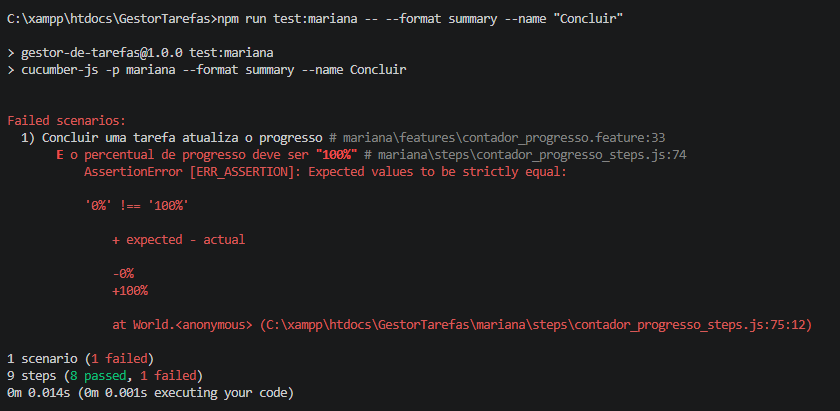 C:\xampp\htdocs\GestorTarefas>npm run test:mariana -- --format summary --name "Concluir"
> gestor-de-tarefas@1.0.0 test:mariana
> cucumber-js -p mariana --format summary --name Concluir
Failed scenarios:
1) Concluir uma tarefa atualiza o progresso # mariana\features\contador_progresso.feature:33
E o percentual de progresso deve ser "100%" # mariana\steps\contador_progresso_steps.js:74
AssertionError [ERR_ASSERTION]: Expected values to be strictly equal:
'0%' !== '100%'
+ expected - actual
-0%
+100%
at World.<anonymous> (C:\xampp\htdocs\GestorTarefas\mariana\steps\contador_progresso_steps.js:75:12)
1 scenario (1 failed)
9 steps (8 passed, 1 failed)
0m 0.014s (0m 0.001s executing your code)